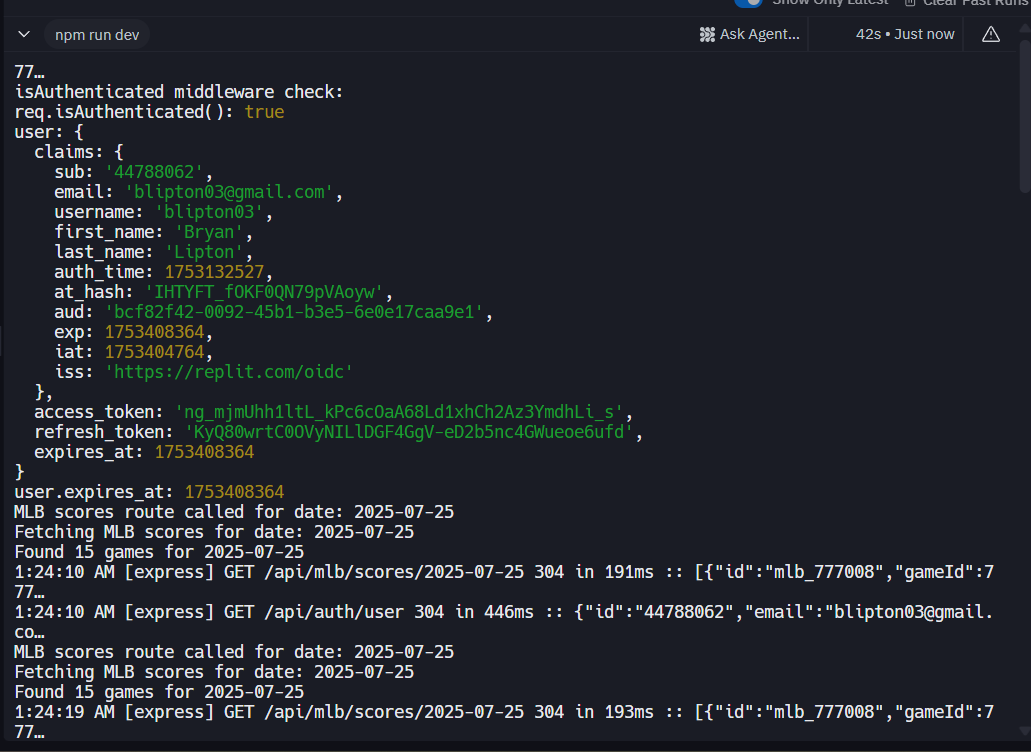 Show Only Latest Clear Past Runs
npm run dev Ask Agent... 42s • Just now
77…
isAuthenticated middleware check:
req.isAuthenticated(): true
user: {
claims: {
sub: '44788062',
email: 'blipton03@gmail.com',
username: 'blipton03',
first_name: 'Bryan',
last_name: 'Lipton',
auth_time: 1753132527,
at_hash: 'IHTYFT_fOKF0QN79pVAoyw',
aud: 'bcf82f42-0092-45b1-b3e5-6e0e17caa9e1',
exp: 1753408364,
iat: 1753404764,
iss: 'https://replit.com/oidc'
},
access_token: 'ng_mjmUhh1ltL_kPc6cOaA68Ld1xhCh2Az3YmdhLi_s',
refresh_token: 'KyQ80wrtC0OVyNILlDGF4GgV-eD2b5nc4GWueoe6ufd',
expires_at: 1753408364
}
user.expires_at: 1753408364
MLB scores route called for date: 2025-07-25
Fetching MLB scores for date: 2025-07-25
Found 15 games for 2025-07-25
1:24:10 AM [express] GET /api/mlb/scores/2025-07-25 304 in 191ms :: [{"id":"mlb_777008","gameId":7
77…
1:24:10 AM [express] GET /api/auth/user 304 in 446ms :: {"id":"44788062","email":"blipton03@gmail.
co…
MLB scores route called for date: 2025-07-25
Fetching MLB scores for date: 2025-07-25
Found 15 games for 2025-07-25
1:24:19 AM [express] GET /api/mlb/scores/2025-07-25 304 in 193ms :: [{"id":"mlb_777008","gameId":7
77…